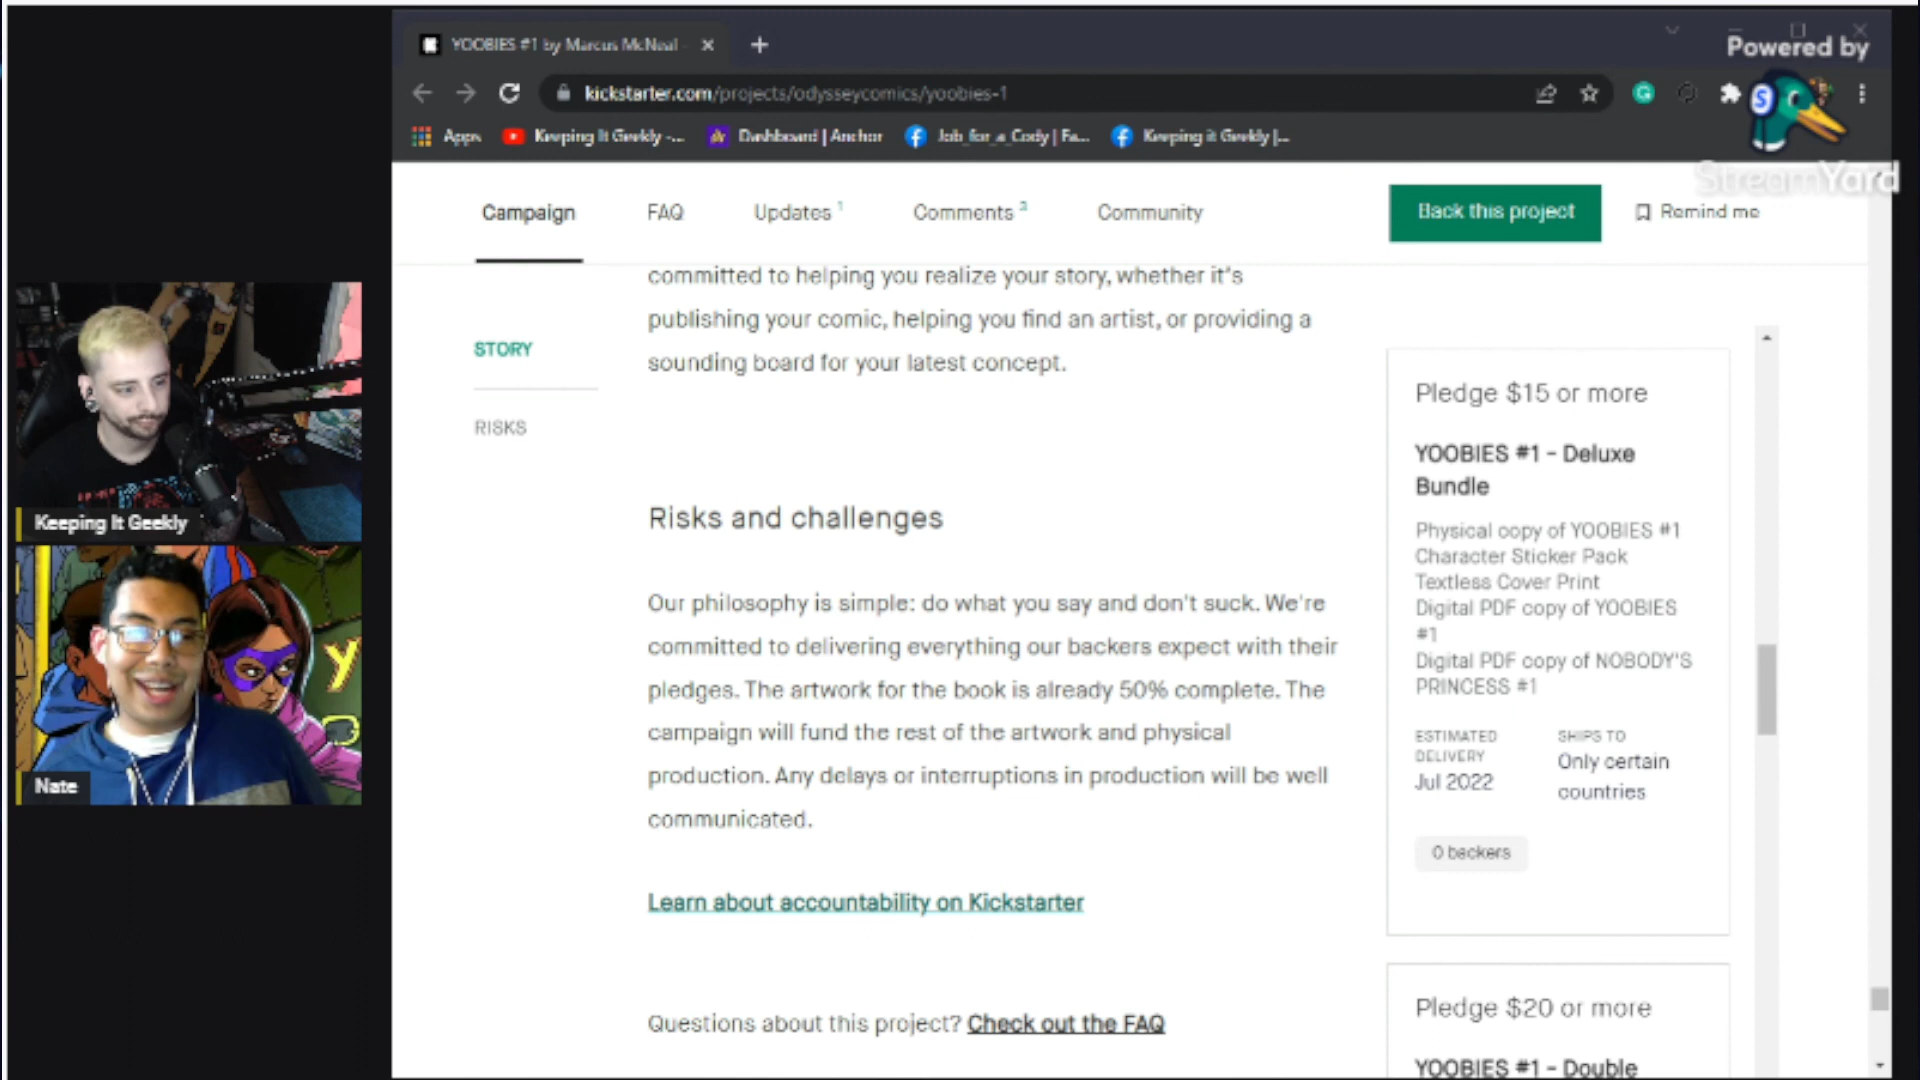 YOOBIES #1 by Marcus McNeal -
Powered by
StreamYard
kickstarter.com/projects/odysseycomics/yoobies-1
Apps
Keeping It Geekly -...
Dashboard | Anchor
Job_for_a_Cody | Fa...
Keeping it Geekly |...
Campaign
FAQ
Updates 1
Comments 3
Community
Back this project
Remind me
STORY
RISKS
committed to helping you realize your story, whether it's
publishing your comic, helping you find an artist, or providing a
sounding board for your latest concept.
Risks and challenges
Our philosophy is simple: do what you say and don't suck. We're
committed to delivering everything our backers expect with their
pledges. The artwork for the book is already 50% complete. The
campaign will fund the rest of the artwork and physical
production. Any delays or interruptions in production will be well
communicated.
Learn about accountability on Kickstarter
Questions about this project? Check out the FAQ
Pledge $15 or more
YOOBIES #1 - Deluxe
Bundle
Physical copy of YOOBIES #1
Character Sticker Pack
Textless Cover Print
Digital PDF copy of YOOBIES
#1
Digital PDF copy of NOBODY'S
PRINCESS #1
ESTIMATED
DELIVERY
Jul 2022
SHIPS TO
Only certain
countries
0 backers
Pledge $20 or more
YOOBIES #1 - Double
Keeping It Geekly
Y
Nate